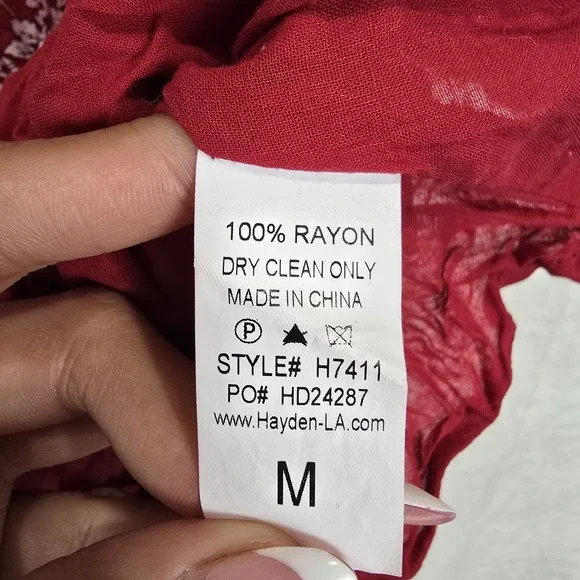 100% RAYON
DRY CLEAN ONLY
MADE IN CHINA
P
STYLE# H7411
PO# HD24287
www.Hayden-LA.com
M